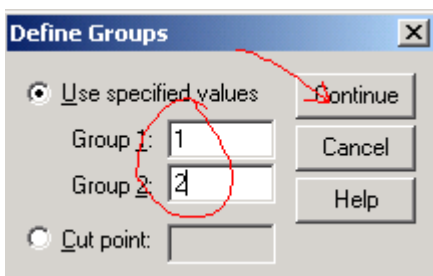 Define Groups
Use specified values
Continue
Group 1: 1
Cancel
Group 2: 2
Help
Cut point: